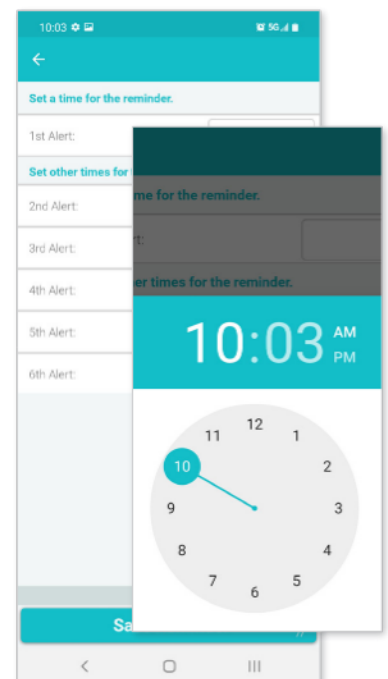 10:03 5G
Set a time for the reminder.
1st Alert:
Set other times for
2nd Alert:
3rd Alert:
4th Alert:
5th Alert:
6th Alert:
Sa
me for the reminder.
t:
er times for the reminder.
10:03 AM
PM
12
11 1
10 2
9 3
8 4
7 5
6